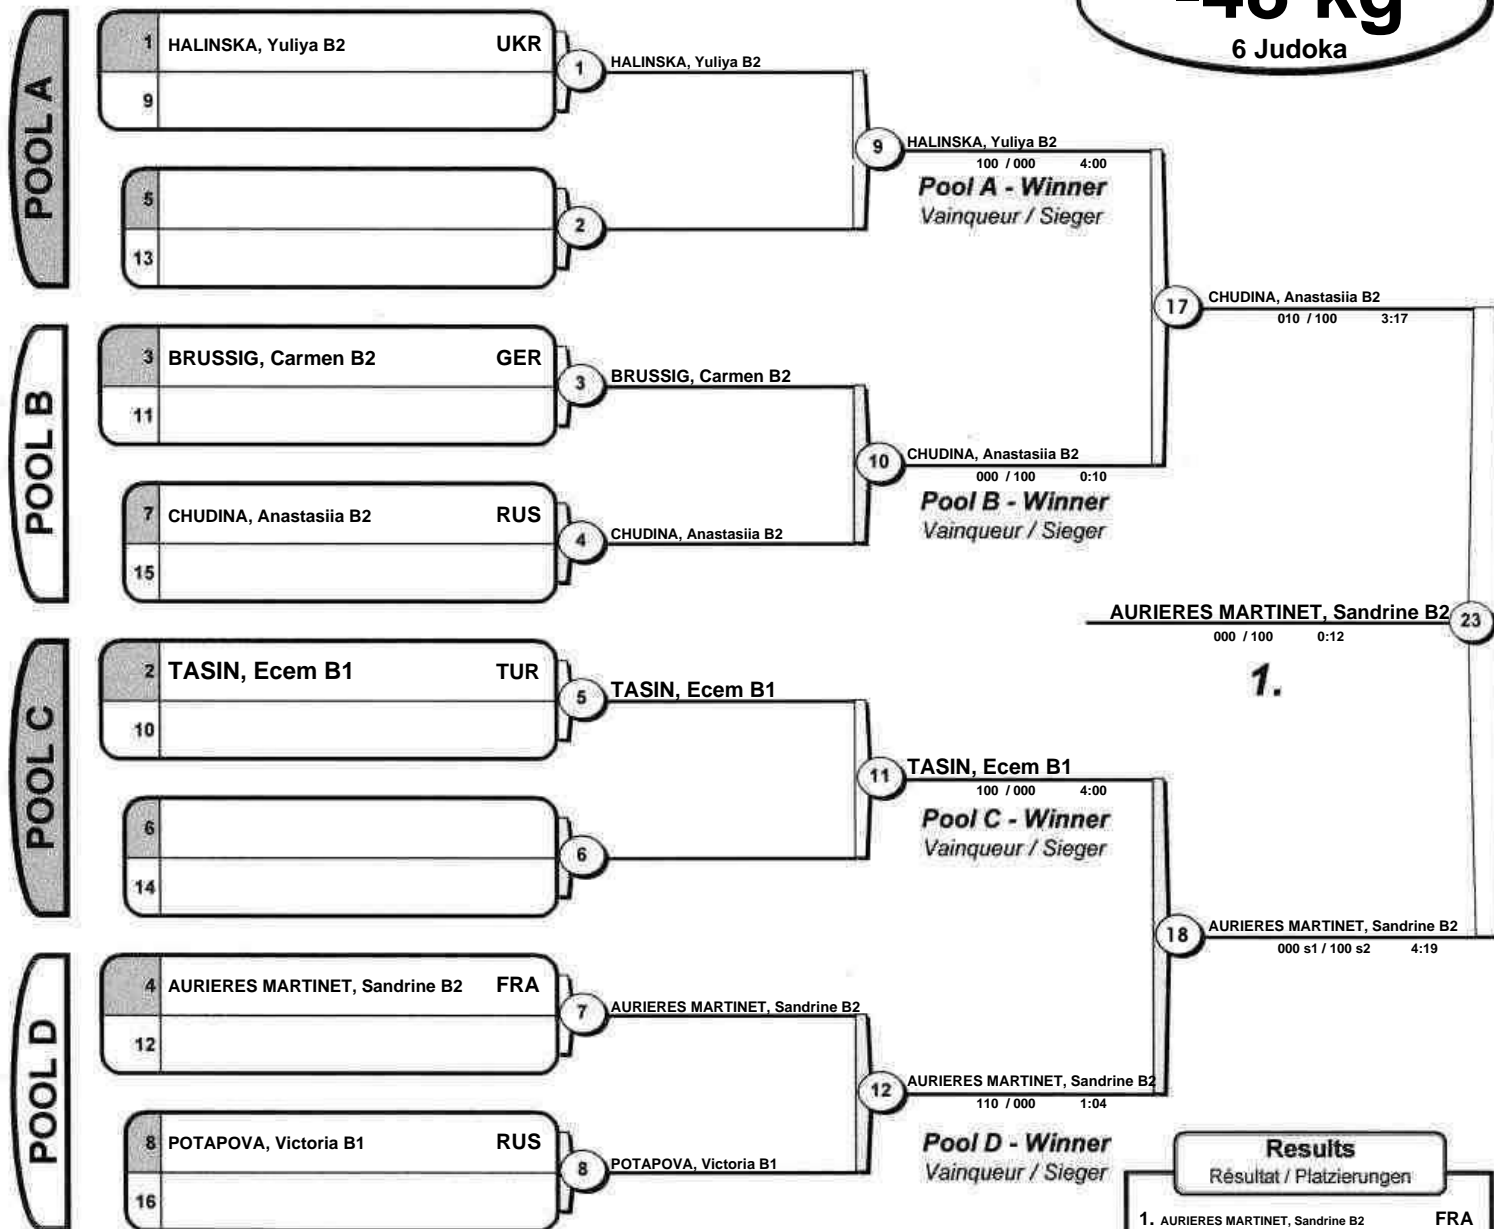 -48 kg
6 Judoka
POOL A
1 HALINSKA, Yuliya B2 UKR
9
1 HALINSKA, Yuliya B2
5
13
2
9 HALINSKA, Yuliya B2
100 / 000 4:00
Pool A - Winner
Vainqueur / Sieger
17 CHUDINA, Anastasiia B2
010 / 100 3:17
POOL B
3 BRUSSIG, Carmen B2 GER
11
3 BRUSSIG, Carmen B2
7 CHUDINA, Anastasiia B2 RUS
15
4 CHUDINA, Anastasiia B2
10 CHUDINA, Anastasiia B2
000 / 100 0:10
Pool B - Winner
Vainqueur / Sieger
AURIERES MARTINET, Sandrine B2 23
000 / 100 0:12
1.
POOL C
2 TASIN, Ecem B1 TUR
10
5 TASIN, Ecem B1
6
14
6
11 TASIN, Ecem B1
100 / 000 4:00
Pool C - Winner
Vainqueur / Sieger
18 AURIERES MARTINET, Sandrine B2
000 s1 / 100 s2 4:19
POOL D
4 AURIERES MARTINET, Sandrine B2 FRA
12
7 AURIERES MARTINET, Sandrine B2
8 POTAPOVA, Victoria B1 RUS
16
8 POTAPOVA, Victoria B1
12 AURIERES MARTINET, Sandrine B2
110 / 000 1:04
Pool D - Winner
Vainqueur / Sieger
Results
Résultat / Platzierungen
1. AURIERES MARTINET, Sandrine B2 FRA